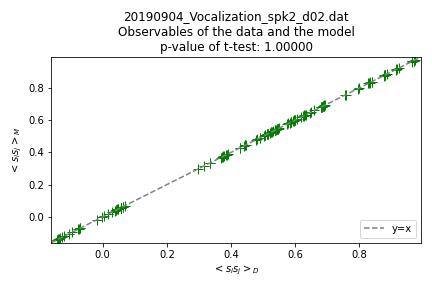 20190904_Vocalization_spk2_d02.dat
Observables of the data and the model
p-value of t-test: 1.00000
0.8
0.6
0.4
0.2
0.0
< s_i s_j >_M
y=x
0.0 0.2 0.4 0.6 0.8
< s_i s_j >_D